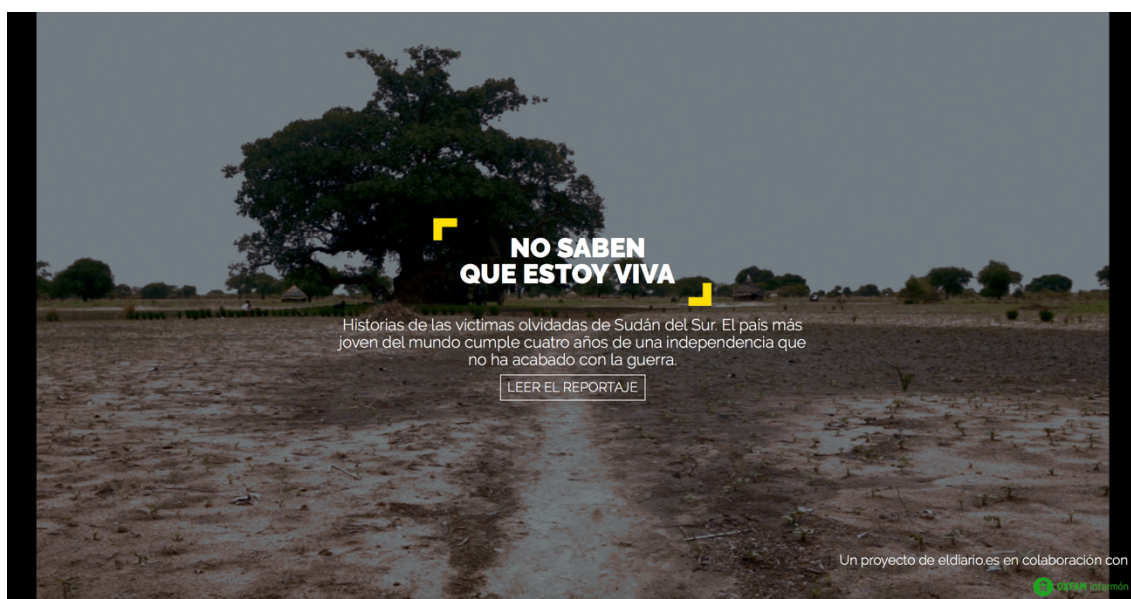 NO SABEN
QUE ESTOY VIVA
Historias de las víctimas olvidadas de Sudán del Sur. El país más
joven del mundo cumple cuatro años de una independencia que
no ha acabado con la guerra.
LEER EL REPORTAJE
Un proyecto de eldiario.es en colaboración con
OXFAM Intermón